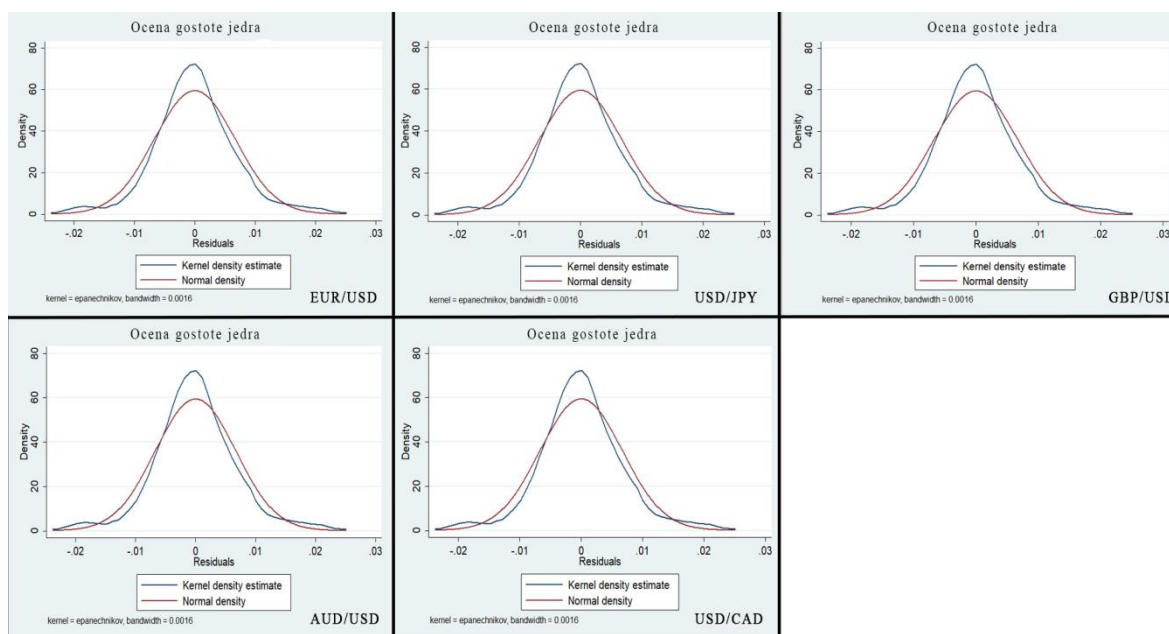 Ocena gostote jedra
80
60
40
20
0
Density
-.02 -.01 0 .01 .02 .03
Residuals
Kernel density estimate
Normal density
kernel = epanechnikov, bandwidth = 0.0016
EUR/USD
Ocena gostote jedra
80
60
40
20
0
Density
-.02 -.01 0 .01 .02 .03
Residuals
Kernel density estimate
Normal density
kernel = epanechnikov, bandwidth = 0.0016
USD/JPY
Ocena gostote jedra
80
60
40
20
0
Density
-.02 -.01 0 .01 .02 .03
Residuals
Kernel density estimate
Normal density
kernel = epanechnikov, bandwidth = 0.0016
GBP/USD
Ocena gostote jedra
80
60
40
20
0
Density
-.02 -.01 0 .01 .02 .03
Residuals
Kernel density estimate
Normal density
kernel = epanechnikov, bandwidth = 0.0016
AUD/USD
Ocena gostote jedra
80
60
40
20
0
Density
-.02 -.01 0 .01 .02 .03
Residuals
Kernel density estimate
Normal density
kernel = epanechnikov, bandwidth = 0.0016
USD/CAD